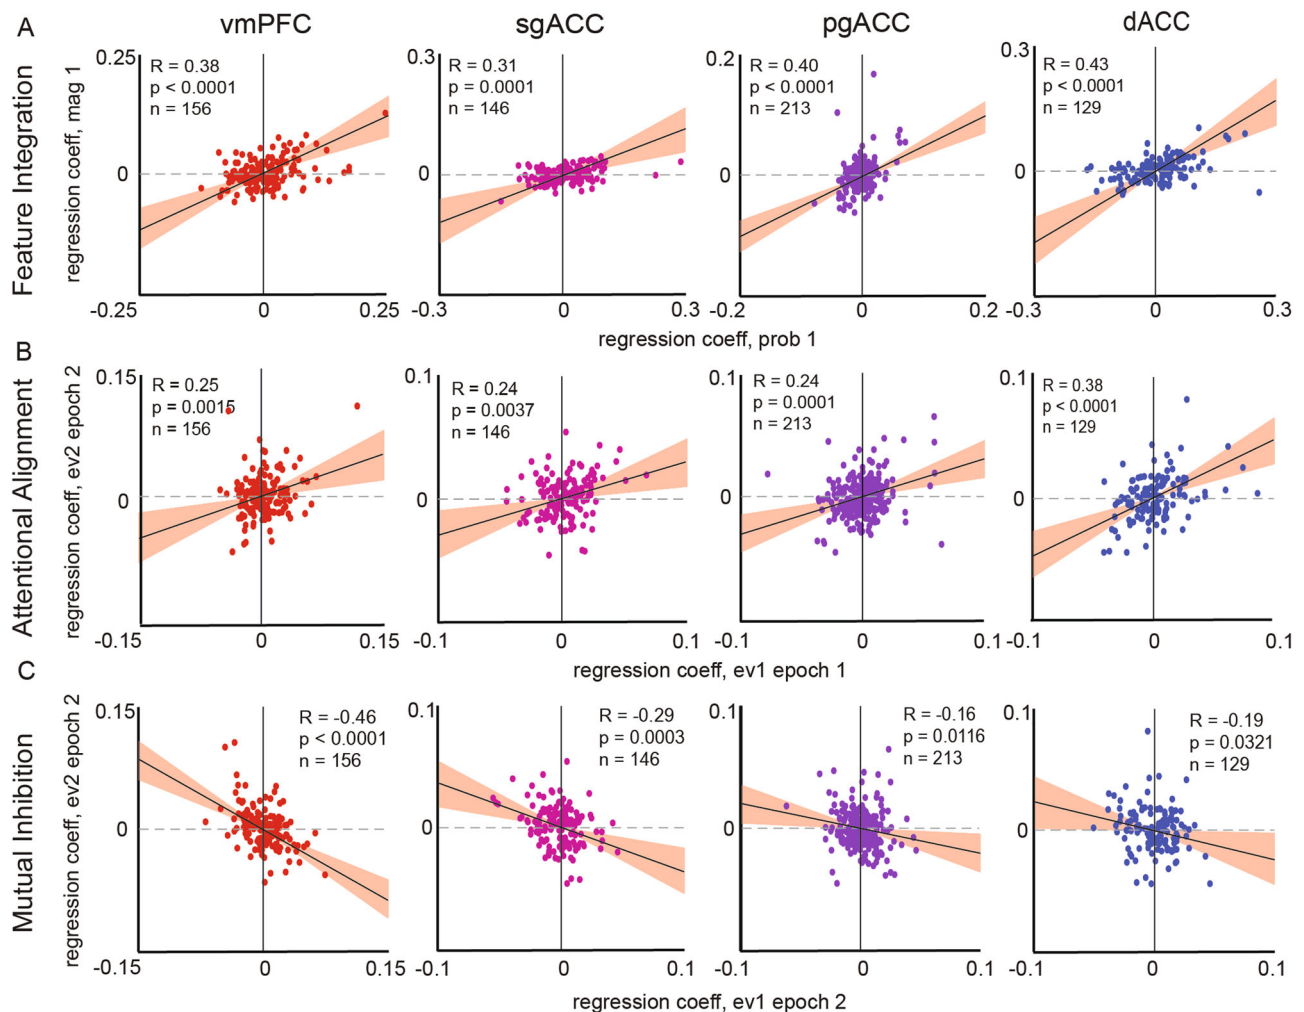 A
vmPFC
sgACC
pgACC
dACC
Feature Integration
regression coeff, mag 1
0.25
R = 0.38
p < 0.0001
n = 156
0
-0.25
0
0.25
0.3
R = 0.31
p = 0.0001
n = 146
0
-0.3
0
0.3
0.2
R = 0.40
p < 0.0001
n = 213
0
-0.2
0
0.2
0.3
R = 0.43
p < 0.0001
n = 129
0
-0.3
0
0.3
regression coeff, prob 1
B
Attentional Alignment
regression coeff, ev2 epoch 2
0.15
R = 0.25
p = 0.0015
n = 156
0
-0.15
0
0.15
0.1
R = 0.24
p = 0.0037
n = 146
0
-0.1
0
0.1
0.1
R = 0.24
p = 0.0001
n = 213
0
-0.1
0
0.1
0.1
R = 0.38
p < 0.0001
n = 129
0
-0.1
0
0.1
regression coeff, ev1 epoch 1
C
Mutual Inhibition
regression coeff, ev2 epoch 2
0.15
R = -0.46
p < 0.0001
n = 156
0
-0.15
0
0.15
0.1
R = -0.29
p = 0.0003
n = 146
0
-0.1
0
0.1
0.1
R = -0.16
p = 0.0116
n = 213
0
-0.1
0
0.1
0.1
R = -0.19
p = 0.0321
n = 129
0
-0.1
0
0.1
regression coeff, ev1 epoch 2